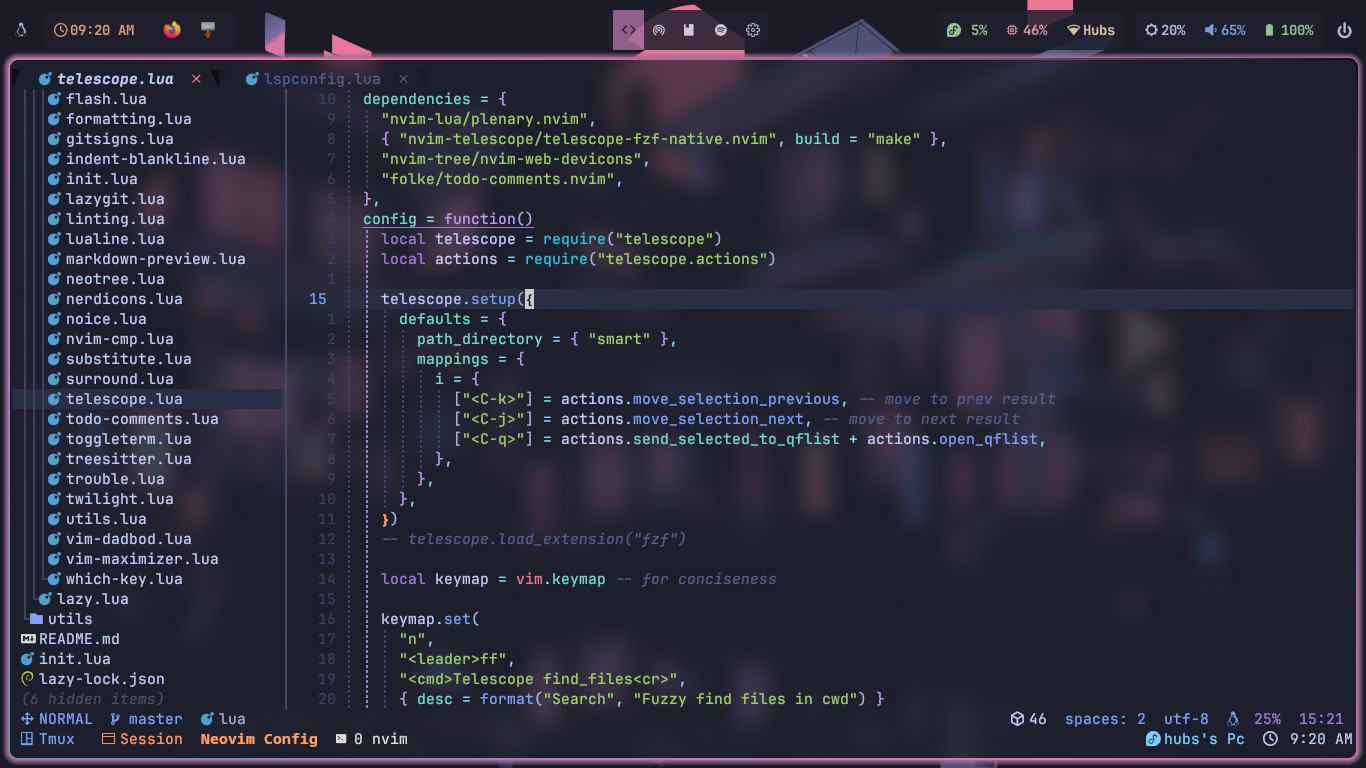 09:20 AM 5% 46% Hubs 20% 65% 100%
telescope.lua × lspconfig.lua ×
flash.lua
formatting.lua
gitsigns.lua
indent-blankline.lua
init.lua
lazygit.lua
linting.lua
lualine.lua
markdown-preview.lua
neotree.lua
nerdicons.lua
noice.lua
nvim-cmp.lua
substitute.lua
surround.lua
telescope.lua
todo-comments.lua
toggleterm.lua
treesitter.lua
trouble.lua
twilight.lua
utils.lua
vim-dadbod.lua
vim-maximizer.lua
which-key.lua
lazy.lua
utils
README.md
init.lua
lazy-lock.json
(6 hidden items)
10 dependencies = {
9 "nvim-lua/plenary.nvim",
8 { "nvim-telescope/telescope-fzf-native.nvim", build = "make" },
7 "nvim-tree/nvim-web-devicons",
6 "folke/todo-comments.nvim",
5 },
4 config = function()
3 local telescope = require("telescope")
2 local actions = require("telescope.actions")
1
15 telescope.setup({
1 defaults = {
2 path_directory = { "smart" },
3 mappings = {
4 i = {
5 ["<C-k>"] = actions.move_selection_previous, -- move to prev result
6 ["<C-j>"] = actions.move_selection_next, -- move to next result
7 ["<C-q>"] = actions.send_selected_to_qflist + actions.open_qflist,
8 },
9 },
10 },
11 })
12 -- telescope.load_extension("fzf")
13
14 local keymap = vim.keymap -- for conciseness
15
16 keymap.set(
17 "n",
18 "<leader>ff",
19 "<cmd>Telescope find_files<cr>",
20 { desc = format("Search", "Fuzzy find files in cwd") }
NORMAL master lua 46 spaces: 2 utf-8 25% 15:21
Tmux Session Neovim Config 0 nvim hubs's Pc 9:20 AM